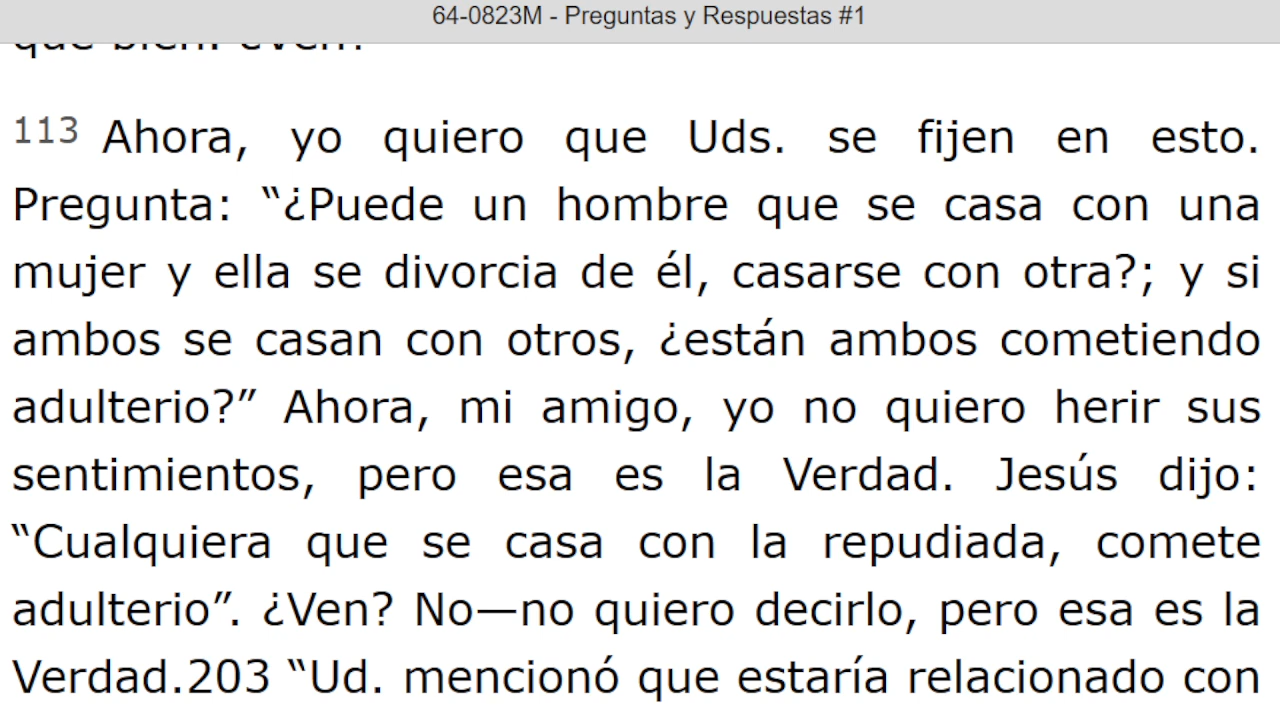 64-0823M - Preguntas y Respuestas #1
que bien. ¿Ven?
113 Ahora, yo quiero que Uds. se fijen en esto.
Pregunta: “¿Puede un hombre que se casa con una
mujer y ella se divorcia de él, casarse con otra?; y si
ambos se casan con otros, ¿están ambos cometiendo
adulterio?” Ahora, mi amigo, yo no quiero herir sus
sentimientos, pero esa es la Verdad. Jesús dijo:
“Cualquiera que se casa con la repudiada, comete
adulterio”. ¿Ven? No—no quiero decirlo, pero esa es la
Verdad.203 “Ud. mencionó que estaría relacionado con